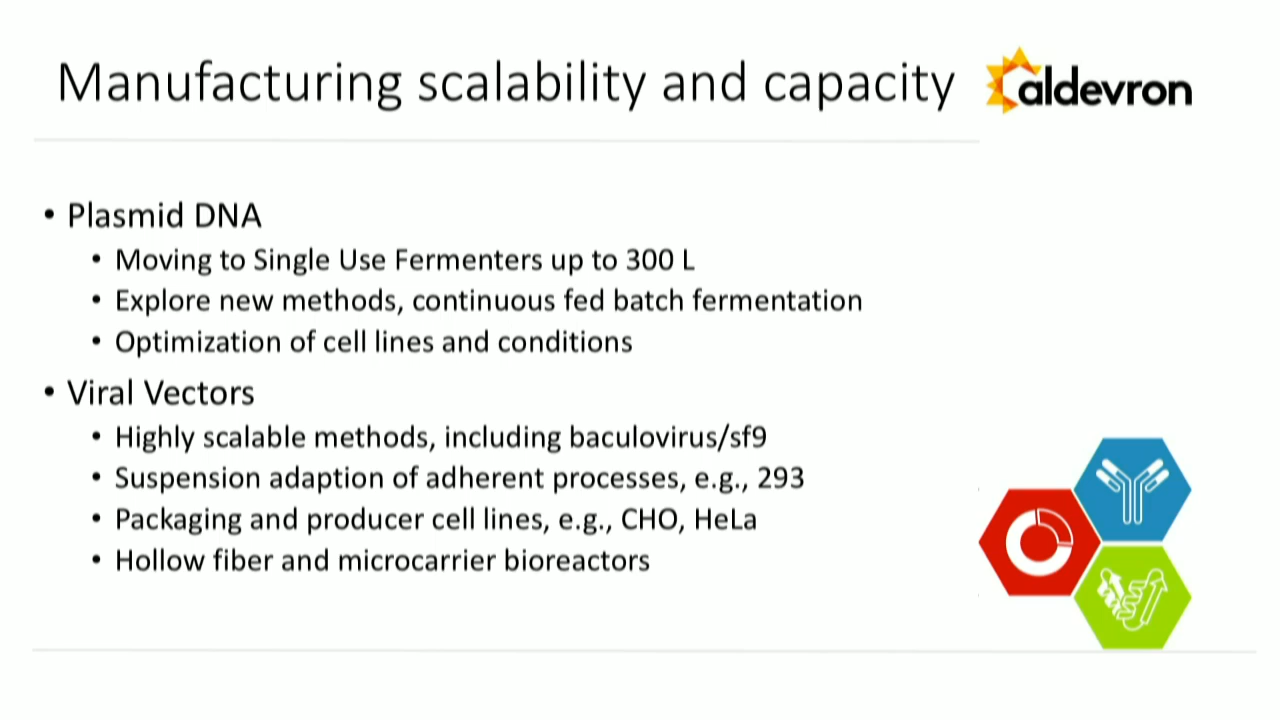 Manufacturing scalability and capacity
aldevron
• Plasmid DNA
• Moving to Single Use Fermenters up to 300 L
• Explore new methods, continuous fed batch fermentation
• Optimization of cell lines and conditions
• Viral Vectors
• Highly scalable methods, including baculovirus/sf9
• Suspension adaption of adherent processes, e.g., 293
• Packaging and producer cell lines, e.g., CHO, HeLa
• Hollow fiber and microcarrier bioreactors